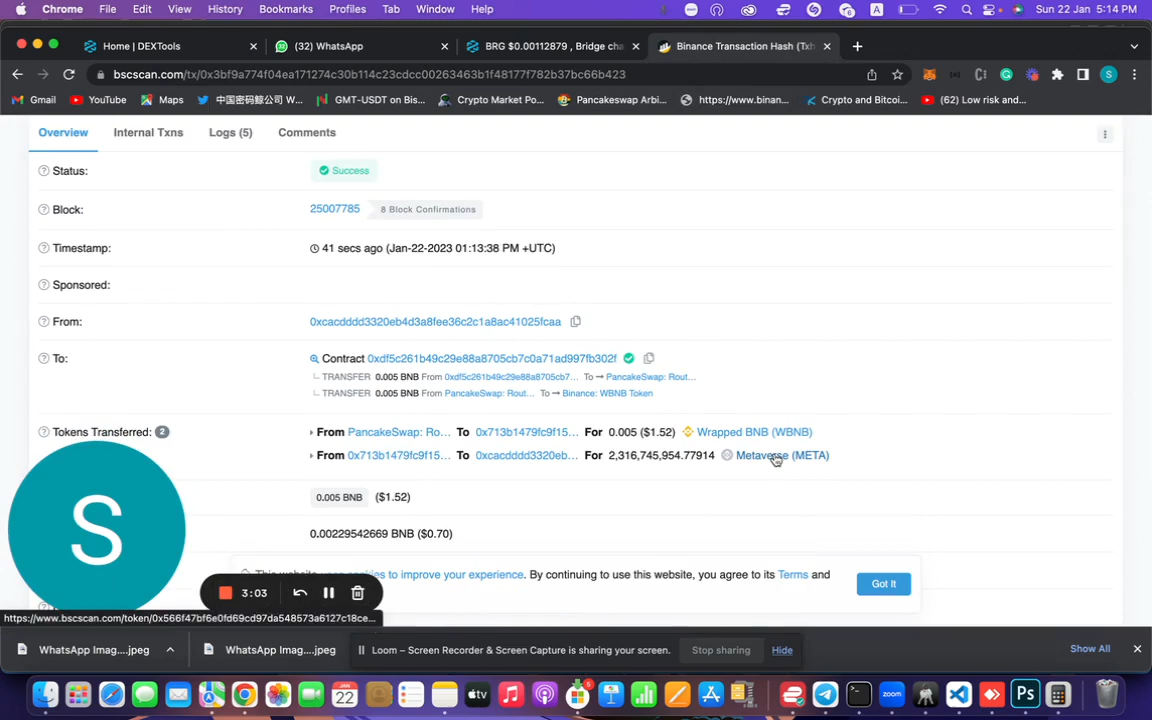 Chrome File Edit View History Bookmarks Profiles Tab Window Help A Sun 22 Jan 5:14 PM
Home | DEXTools (32) WhatsApp BRG $0.00112879 , Bridge cha Binance Transaction Hash (Txh
bscscan.com/tx/0x3bf9a774f04ea171274c30b114c23cdcc00263463b1f48177f782b37bc66b423 S
Gmail YouTube Maps 中国密码鲸公司 W... GMT-USDT on Bis... Crypto Market Po... Pancakeswap Arbi... https://www.binan... Crypto and Bitcoi... (62) Low risk and...
Overview Internal Txns Logs (5) Comments
Status: Success
Block: 25007785 8 Block Confirmations
Timestamp: 41 secs ago (Jan-22-2023 01:13:38 PM +UTC)
Sponsored:
From: 0xcacdddd3320eb4d3a8fee36c2c1a8ac41025fcaa
To: Contract 0xdf5c261b49c29e88a8705cb7c0a71ad997fb302f
TRANSFER 0.005 BNB From 0xdf5c261b49c29e88a8705cb7... To → PancakeSwap: Rout...
TRANSFER 0.005 BNB From PancakeSwap: Rout... To → Binance: WBNB Token
Tokens Transferred: 2 From PancakeSwap: Ro... To 0x713b1479fc9f15... For 0.005 ($1.52) Wrapped BNB (WBNB)
From 0x713b1479fc9f15... To 0xcacdddd3320eb... For 2,316,745,954.77914 Metaverse (META)
S
0.005 BNB ($1.52)
0.00229542669 BNB ($0.70)
This website uses cookies to improve your experience. By continuing to use this website, you agree to its Terms and
Got It
3:03
https://www.bscscan.com/token/0x566f47bf6e0fd69cd97da548573a6127c18ce...
WhatsApp Imag....jpeg WhatsApp Imag....jpeg Loom – Screen Recorder & Screen Capture is sharing your screen. Stop sharing Hide Show All
JAN
22
tv
5
zoom
Ps